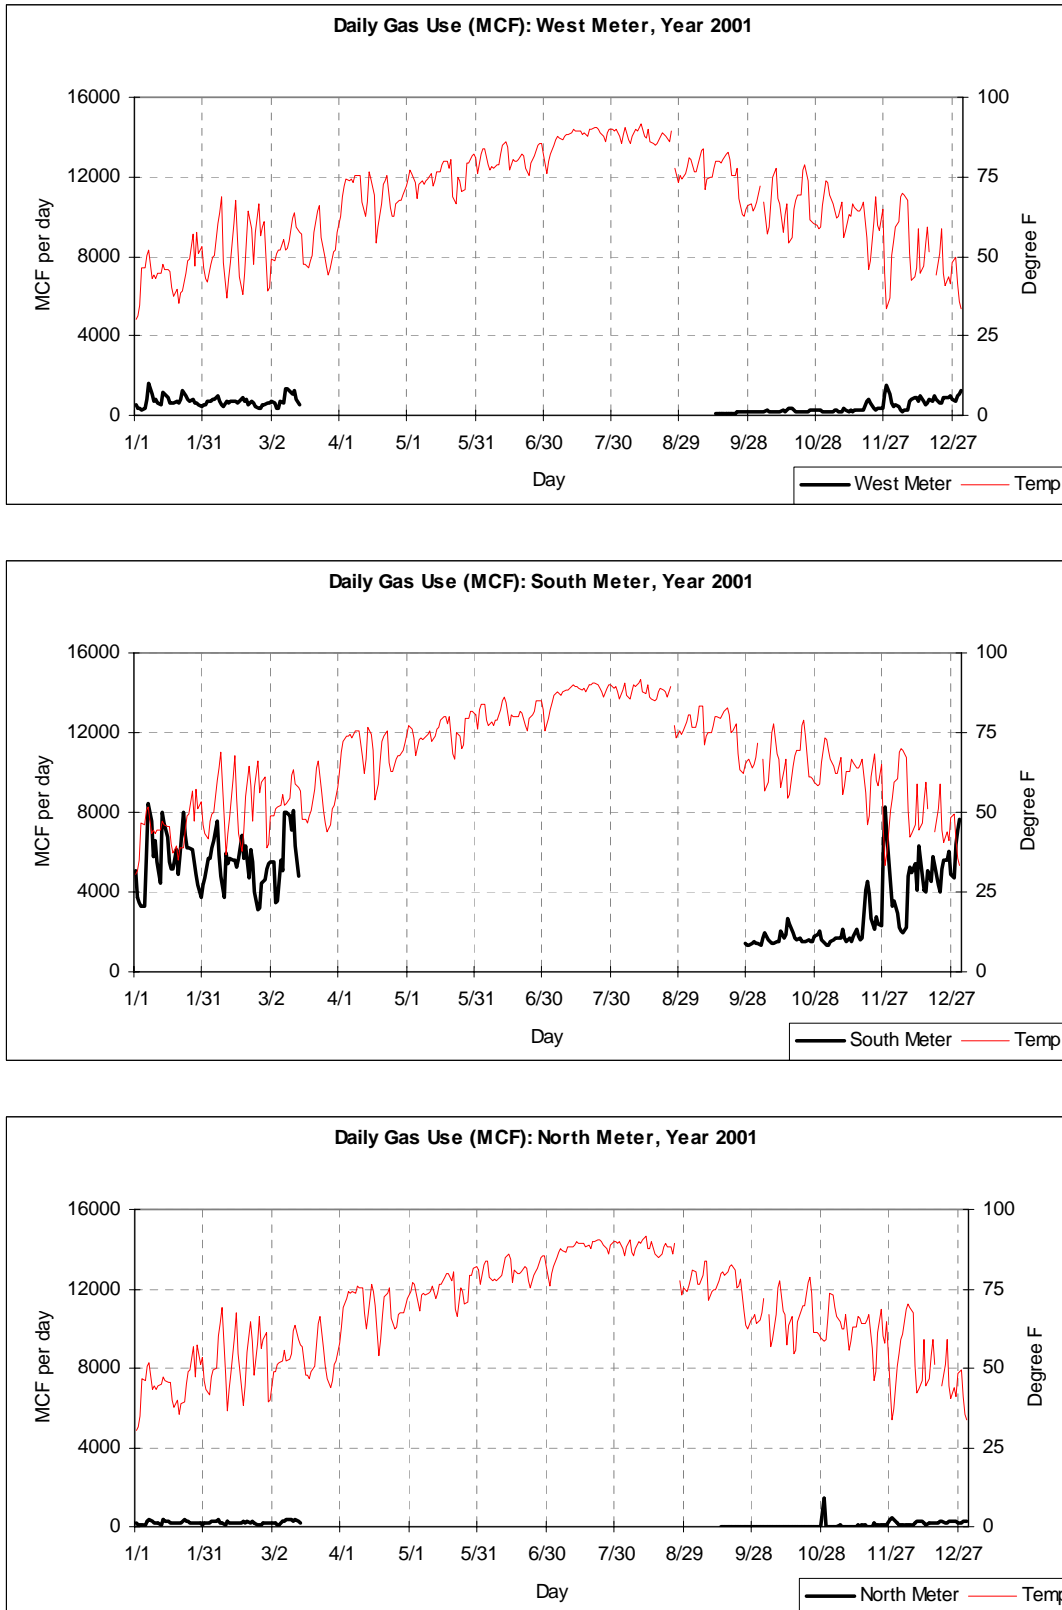 Daily Gas Use (MCF): West Meter, Year 2001
16000 100
12000 75
8000 50
4000 25
0 0
MCF per day
Degree F
1/1 1/31 3/2 4/1 5/1 5/31 6/30 7/30 8/29 9/28 10/28 11/27 12/27
Day
West Meter Temp
Daily Gas Use (MCF): South Meter, Year 2001
16000 100
12000 75
8000 50
4000 25
0 0
MCF per day
Degree F
1/1 1/31 3/2 4/1 5/1 5/31 6/30 7/30 8/29 9/28 10/28 11/27 12/27
Day
South Meter Temp
Daily Gas Use (MCF): North Meter, Year 2001
16000 100
12000 75
8000 50
4000 25
0 0
MCF per day
Degree F
1/1 1/31 3/2 4/1 5/1 5/31 6/30 7/30 8/29 9/28 10/28 11/27 12/27
Day
North Meter Temp